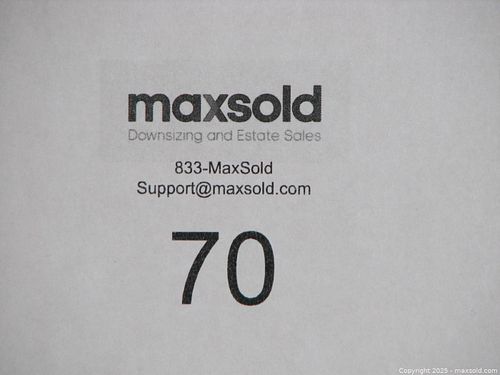 maxsold
Downsizing and Estate Sales
833-MaxSold
Support@maxsold.com
70
Copyright 2025 - maxsold.com